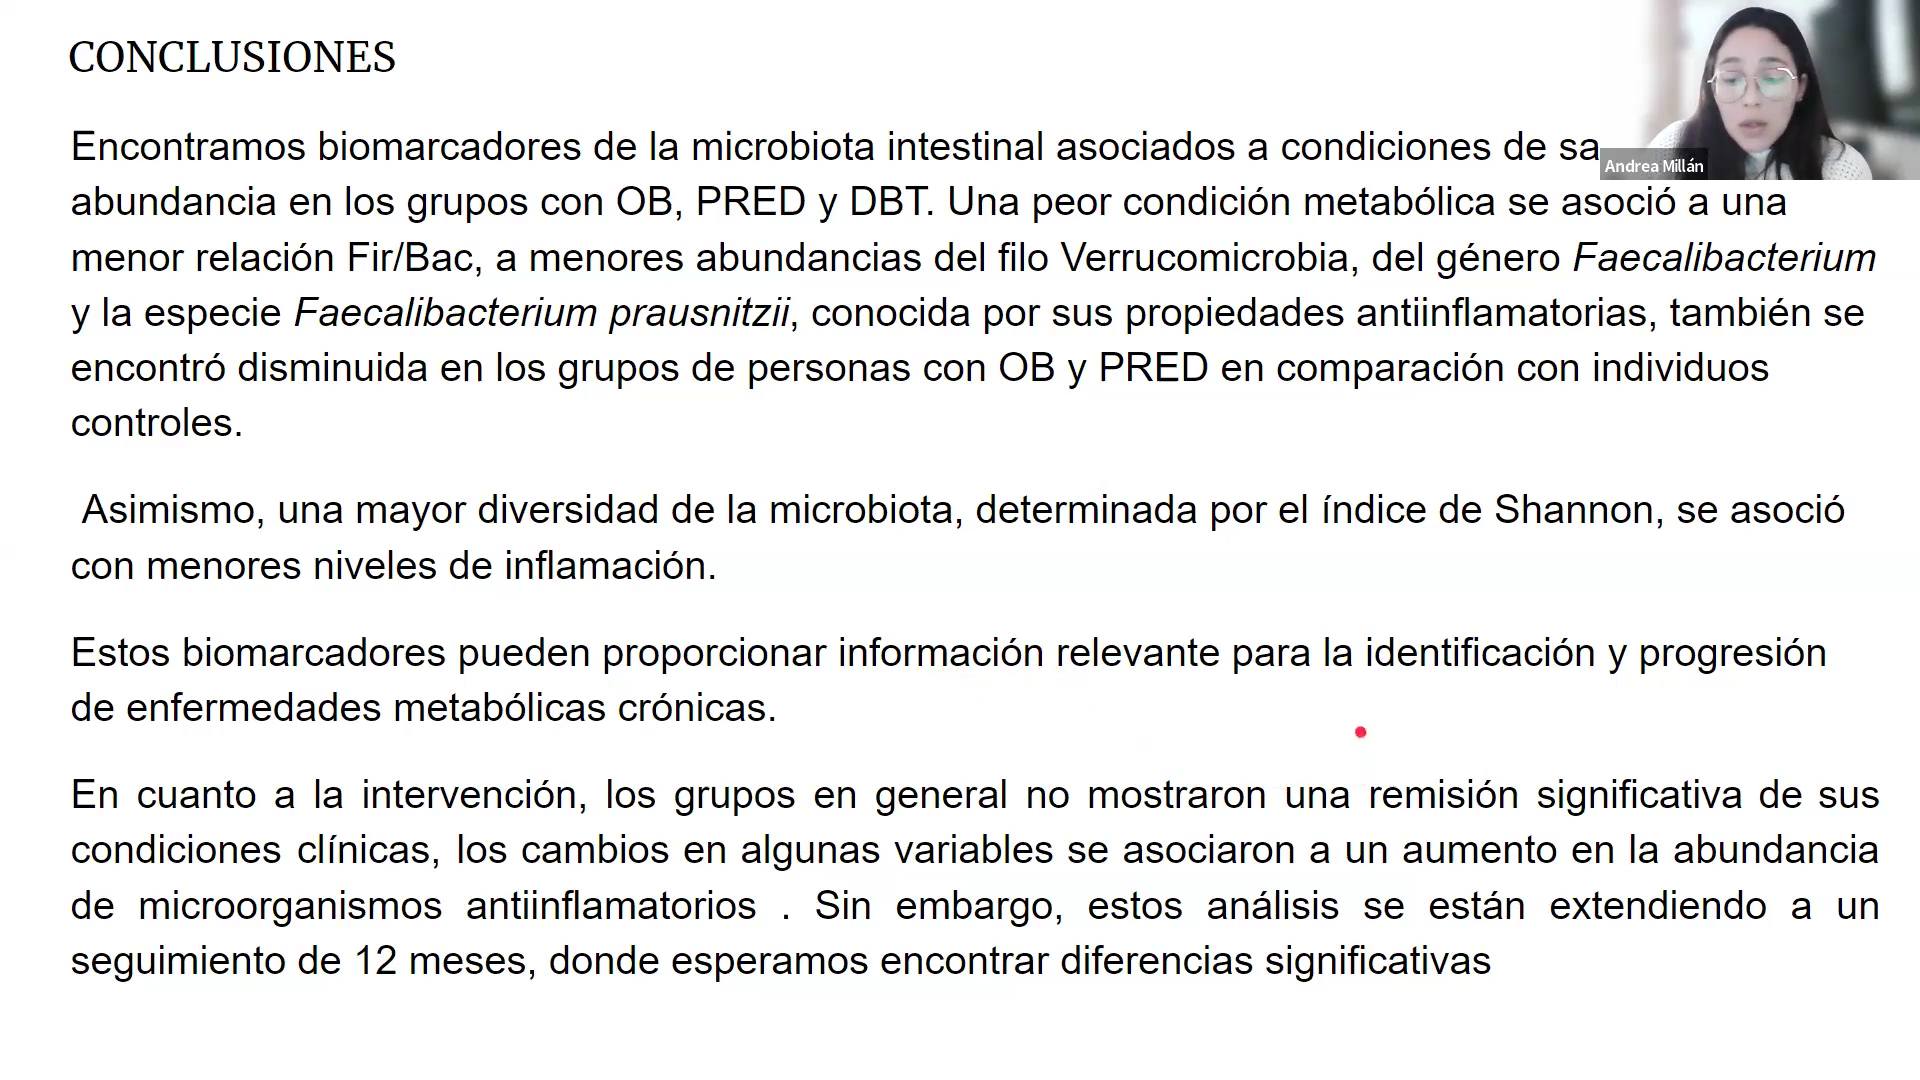 CONCLUSIONES
Encontramos biomarcadores de la microbiota intestinal asociados a condiciones de
Andrea Millán
abundancia en los grupos con OB, PRED y DBT. Una peor condición metabólica se asoció a una
menor relación Fir/Bac, a menores abundancias del filo Verrucomicrobia, del género Faecalibacterium
y la especie Faecalibacterium prausnitzii, conocida por sus propiedades antiinflamatorias, también se
encontró disminuida en los grupos de personas con OB y PRED en comparación con individuos
controles.
Asimismo, una mayor diversidad de la microbiota, determinada por el índice de Shannon, se asoció
con menores niveles de inflamación.
Estos biomarcadores pueden proporcionar información relevante para la identificación y progresión
de enfermedades metabólicas crónicas.
En cuanto a la intervención, los grupos en general no mostraron una remisión significativa de sus
condiciones clínicas, los cambios en algunas variables se asociaron a un aumento en la abundancia
de microorganismos antiinflamatorios . Sin embargo, estos análisis se están extendiendo a un
seguimiento de 12 meses, donde esperamos encontrar diferencias significativas